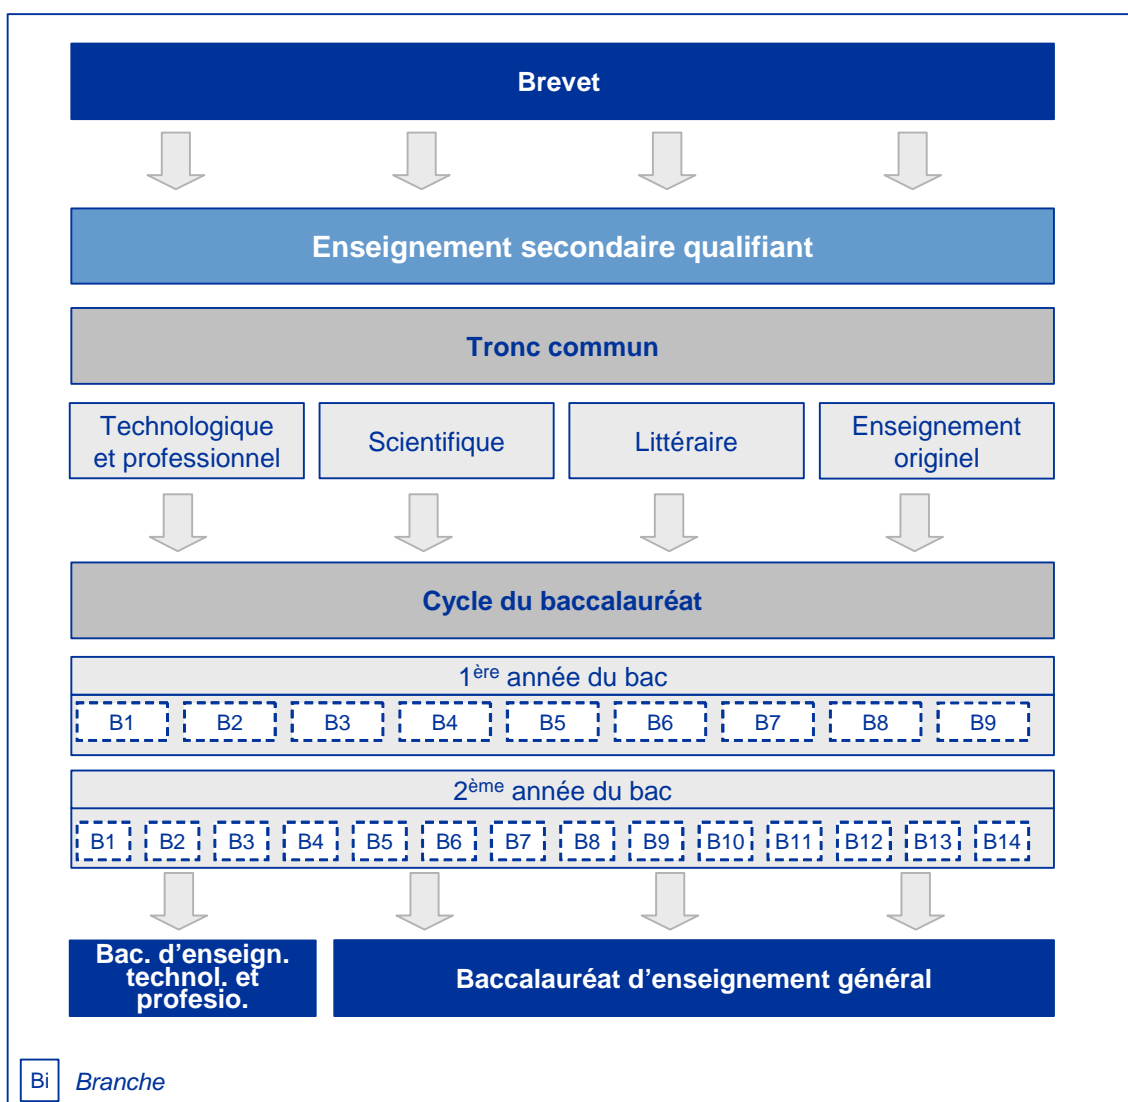 Brevet
Enseignement secondaire qualifiant
Tronc commun
Technologique
et professionnel
Scientifique
Littéraire
Enseignement
originel
Cycle du baccalauréat
1ère année du bac
B1 B2 B3 B4 B5 B6 B7 B8 B9
2ème année du bac
B1 B2 B3 B4 B5 B6 B7 B8 B9 B10 B11 B12 B13 B14
Bac. d’enseign.
technol. et
profesio.
Baccalauréat d’enseignement général
Bi Branche